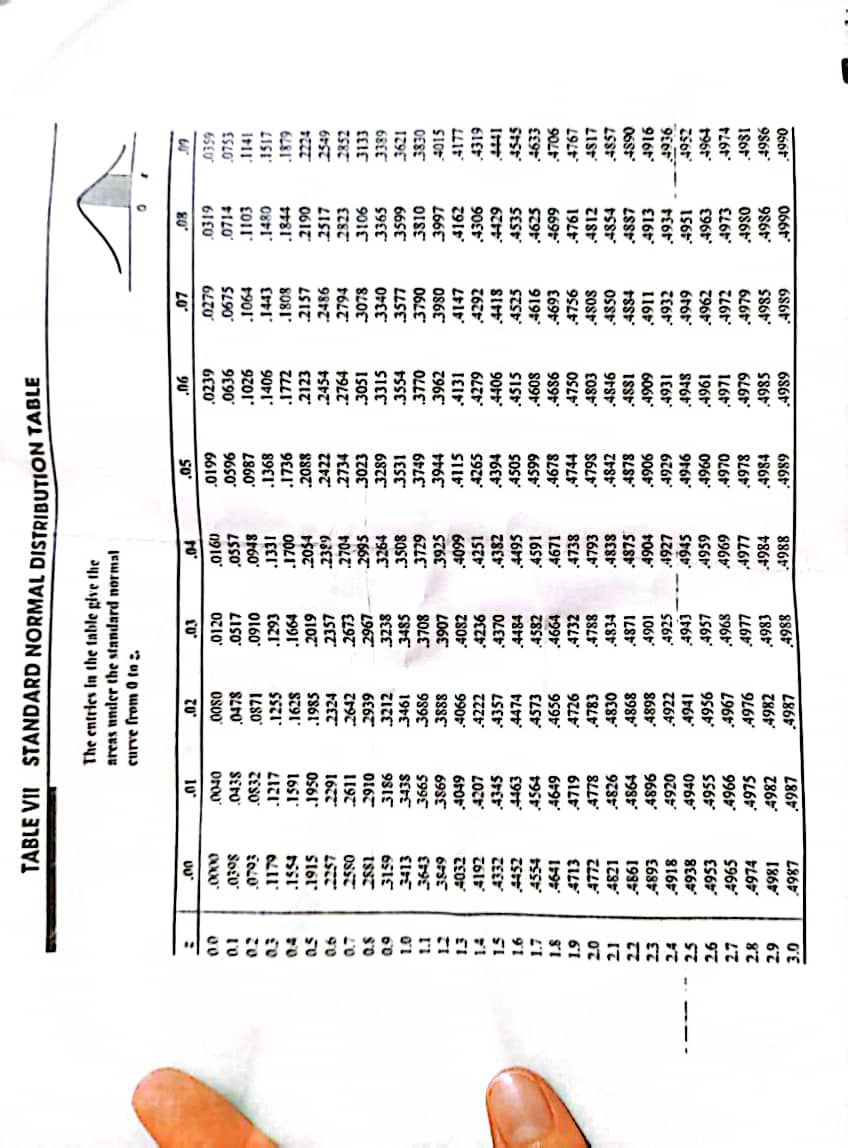 TABLE VII STANDARD NORMAL DISTRIBUTION TABLE
The entries in the table give the
areas under the standard normal
curve from 0 to z.
0 z
z .00 .01 .02 .03 .04 .05 .06 .07 .08 .09
0.0 .0000 .0040 .0080 .0120 .0160 .0199 .0239 .0279 .0319 .0359
0.1 .0398 .0438 .0478 .0517 .0557 .0596 .0636 .0675 .0714 .0753
0.2 .0793 .0832 .0871 .0910 .0948 .0987 .1026 .1064 .1103 .1141
0.3 .1179 .1217 .1255 .1293 .1331 .1368 .1406 .1443 .1480 .1517
0.4 .1554 .1591 .1628 .1664 .1700 .1736 .1772 .1808 .1844 .1879
0.5 .1915 .1950 .1985 .2019 .2054 .2088 .2123 .2157 .2190 .2224
0.6 .2257 .2291 .2324 .2357 .2389 .2422 .2454 .2486 .2517 .2549
0.7 .2580 .2611 .2642 .2673 .2704 .2734 .2764 .2794 .2823 .2852
0.8 .2881 .2910 .2939 .2967 .2995 .3023 .3051 .3078 .3106 .3133
0.9 .3159 .3186 .3212 .3238 .3264 .3289 .3315 .3340 .3365 .3389
1.0 .3413 .3438 .3461 .3485 .3508 .3531 .3554 .3577 .3599 .3621
1.1 .3643 .3665 .3686 .3708 .3729 .3749 .3770 .3790 .3810 .3830
1.2 .3849 .3869 .3888 .3907 .3925 .3944 .3962 .3980 .3997 .4015
1.3 .4032 .4049 .4066 .4082 .4099 .4115 .4131 .4147 .4162 .4177
1.4 .4192 .4207 .4222 .4236 .4251 .4265 .4279 .4292 .4306 .4319
1.5 .4332 .4345 .4357 .4370 .4382 .4394 .4406 .4418 .4429 .4441
1.6 .4452 .4463 .4474 .4484 .4495 .4505 .4515 .4525 .4535 .4545
1.7 .4554 .4564 .4573 .4582 .4591 .4599 .4608 .4616 .4625 .4633
1.8 .4641 .4649 .4656 .4664 .4671 .4678 .4686 .4693 .4699 .4706
1.9 .4713 .4719 .4726 .4732 .4738 .4744 .4750 .4756 .4761 .4767
2.0 .4772 .4778 .4783 .4788 .4793 .4798 .4803 .4808 .4812 .4817
2.1 .4821 .4826 .4830 .4834 .4838 .4842 .4846 .4850 .4854 .4857
2.2 .4861 .4864 .4868 .4871 .4875 .4878 .4881 .4884 .4887 .4890
2.3 .4893 .4896 .4898 .4901 .4904 .4906 .4909 .4911 .4913 .4916
2.4 .4918 .4920 .4922 .4925 .4927 .4929 .4931 .4932 .4934 .4936
2.5 .4938 .4940 .4941 .4943 .4945 .4946 .4948 .4949 .4951 .4952
2.6 .4953 .4955 .4956 .4957 .4959 .4960 .4961 .4962 .4963 .4964
2.7 .4965 .4966 .4967 .4968 .4969 .4970 .4971 .4972 .4973 .4974
2.8 .4974 .4975 .4976 .4977 .4977 .4978 .4979 .4979 .4980 .4981
2.9 .4981 .4982 .4982 .4983 .4984 .4984 .4985 .4985 .4986 .4986
3.0 .4987 .4987 .4987 .4988 .4988 .4989 .4989 .4989 .4990 .4990